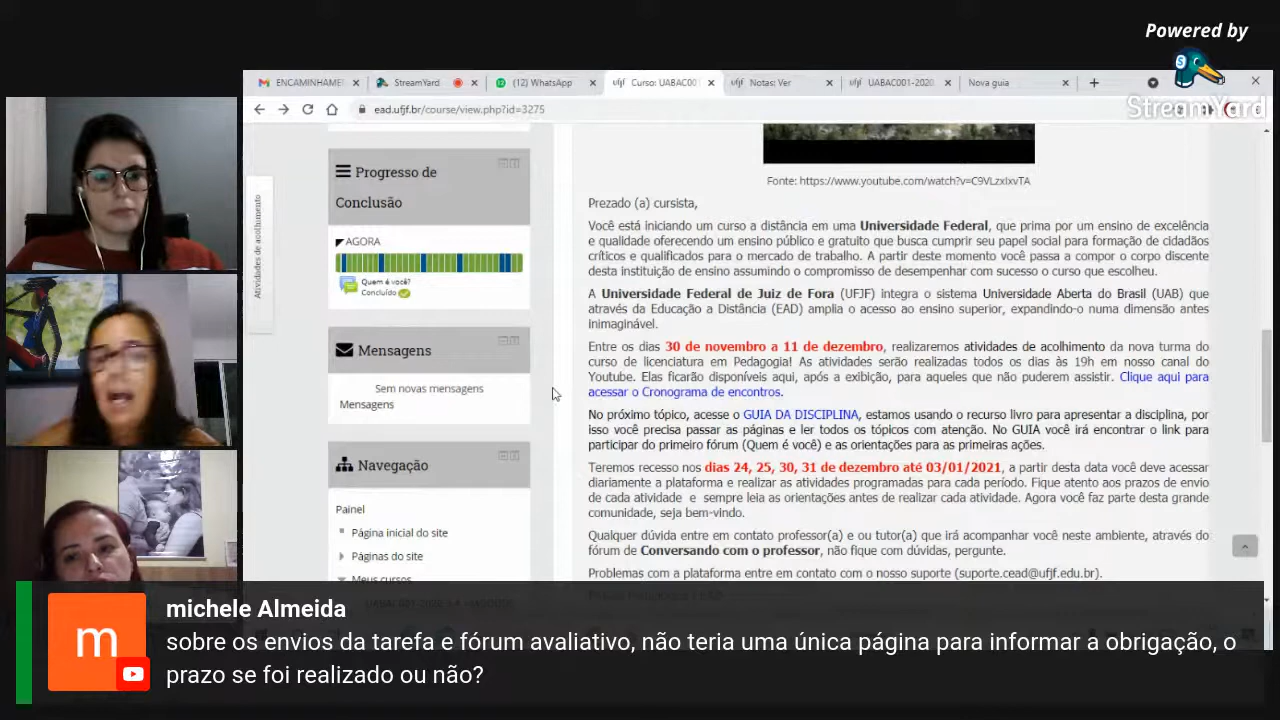 Powered by
StreamYard
ENCAMINHAME
StreamYard
(12) WhatsApp
ufjf Curso: UABAC001
ufjf Notas: Ver
ufjf UABAC001-2020
Nova guia
ead.ufjf.br/course/view.php?id=3275
Atividades de acolhimento
Progresso de
Conclusão
AGORA
Quem é você?
Concluído
Mensagens
Sem novas mensagens
Mensagens
Navegação
Painel
Página inicial do site
Páginas do site
Meus cursos
Fonte: https://www.youtube.com/watch?v=C9VLzxIxvTA
Prezado (a) cursista,
Você está iniciando um curso a distância em uma Universidade Federal, que prima por um ensino de excelência
e qualidade oferecendo um ensino público e gratuito que busca cumprir seu papel social para formação de cidadãos
críticos e qualificados para o mercado de trabalho. A partir deste momento você passa a compor o corpo discente
desta instituição de ensino assumindo o compromisso de desempenhar com sucesso o curso que escolheu.
A Universidade Federal de Juiz de Fora (UFJF) integra o sistema Universidade Aberta do Brasil (UAB) que
através da Educação a Distância (EAD) amplia o acesso ao ensino superior, expandindo-o numa dimensão antes
inimaginável.
Entre os dias 30 de novembro a 11 de dezembro, realizaremos atividades de acolhimento da nova turma do
curso de licenciatura em Pedagogia! As atividades serão realizadas todos os dias às 19h em nosso canal do
Youtube. Elas ficarão disponíveis aqui, após a exibição, para aqueles que não puderem assistir. Clique aqui para
acessar o Cronograma de encontros.
No próximo tópico, acesse o GUIA DA DISCIPLINA, estamos usando o recurso livro para apresentar a disciplina, por
isso você precisa passar as páginas e ler todos os tópicos com atenção. No GUIA você irá encontrar o link para
participar do primeiro fórum (Quem é você) e as orientações para as primeiras ações.
Teremos recesso nos dias 24, 25, 30, 31 de dezembro até 03/01/2021, a partir desta data você deve acessar
diariamente a plataforma e realizar as atividades programadas para cada período. Fique atento aos prazos de envio
de cada atividade e sempre leia as orientações antes de realizar cada atividade. Agora você faz parte desta grande
comunidade, seja bem-vindo.
Qualquer dúvida entre em contato professor(a) e ou tutor(a) que irá acompanhar você neste ambiente, através do
fórum de Conversando com o professor, não fique com dúvidas, pergunte.
Problemas com a plataforma entre em contato com o nosso suporte (suporte.cead@ufjf.edu.br).
m
michele Almeida
sobre os envios da tarefa e fórum avaliativo, não teria uma única página para informar a obrigação, o
prazo se foi realizado ou não?